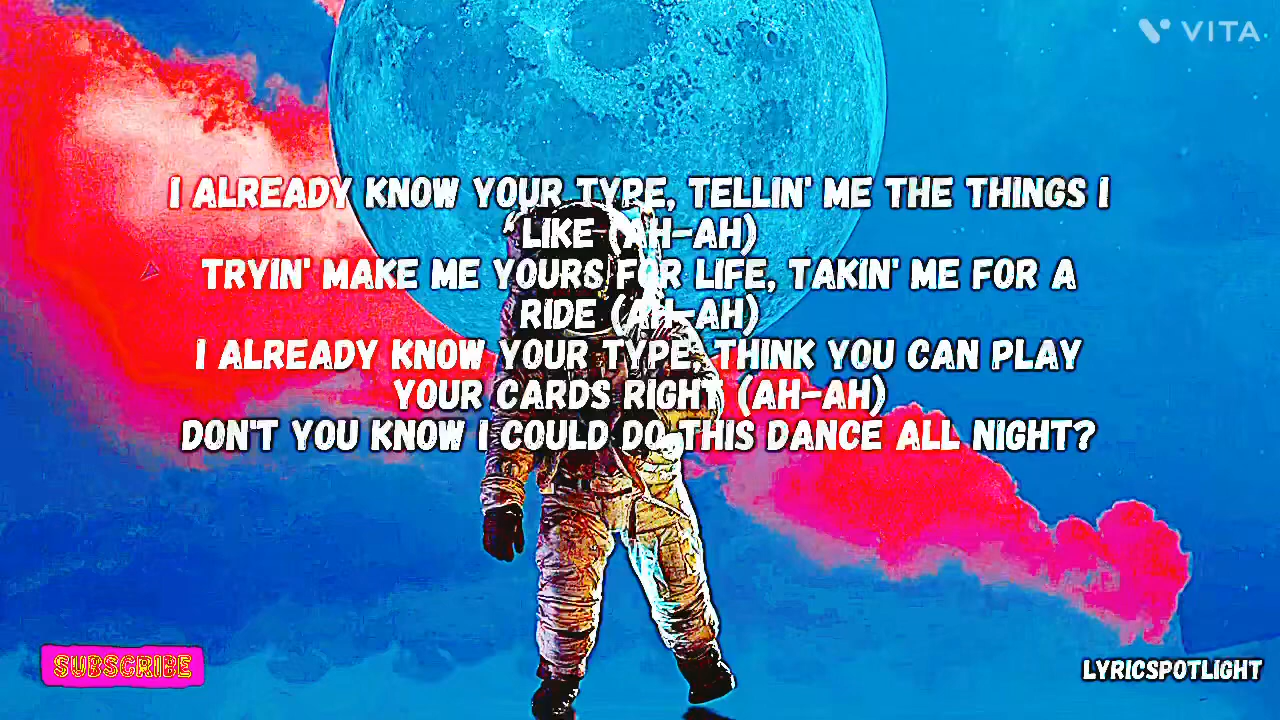 VITA
I ALREADY KNOW YOUR TYPE, TELLIN' ME THE THINGS I
LIKE (AH-AH)
TRYIN' MAKE ME YOURS FOR LIFE, TAKIN' ME FOR A
RIDE (AH-AH)
I ALREADY KNOW YOUR TYPE, THINK YOU CAN PLAY
YOUR CARDS RIGHT (AH-AH)
DON'T YOU KNOW I COULD DO THIS DANCE ALL NIGHT?
SUBSCRIBE
LYRICSPOTLIGHT